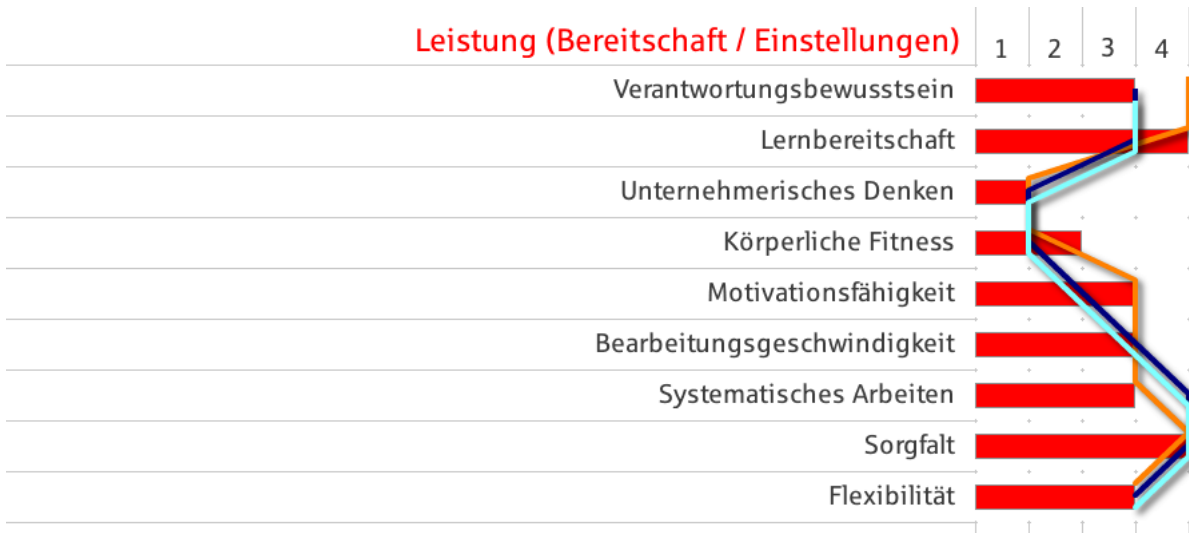 Leistung (Bereitschaft / Einstellungen) 1 2 3 4
Verantwortungsbewusstsein
Lernbereitschaft
Unternehmerisches Denken
Körperliche Fitness
Motivationsfähigkeit
Bearbeitungsgeschwindigkeit
Systematisches Arbeiten
Sorgfalt
Flexibilität